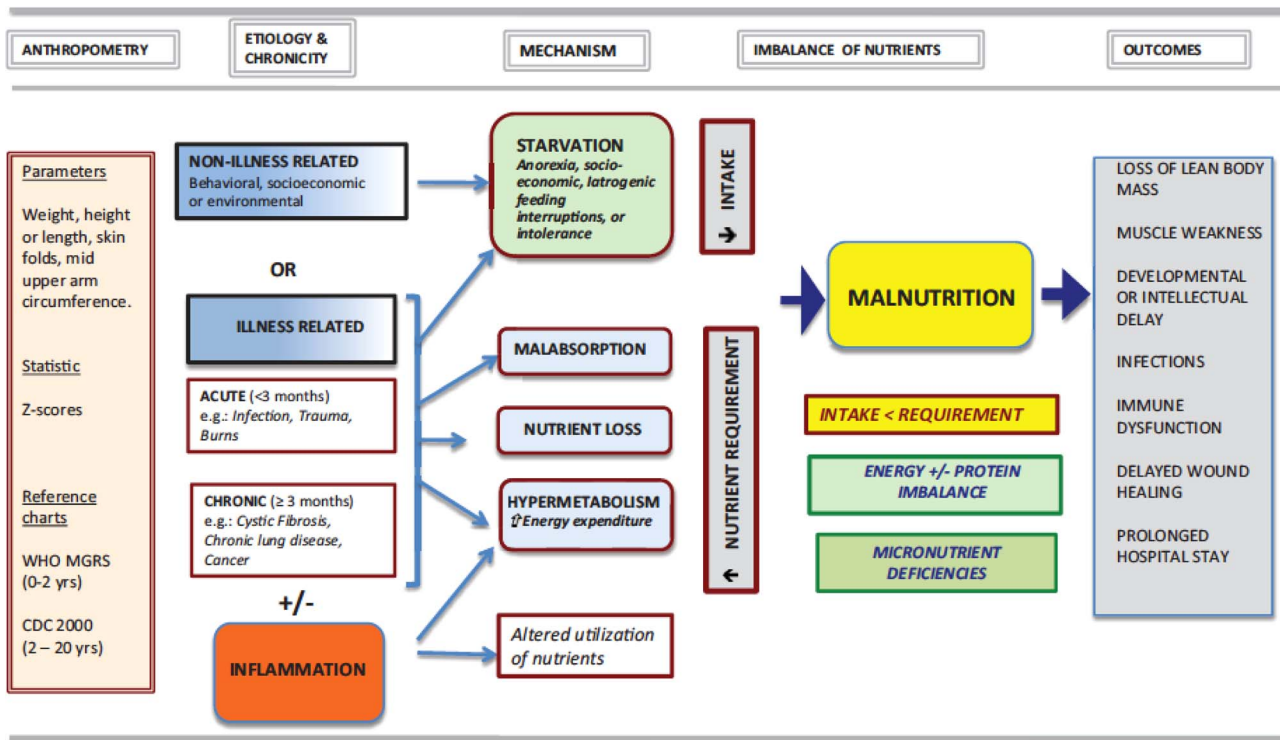 ANTHROPOMETRY
ETIOLOGY &
CHRONICITY
MECHANISM
IMBALANCE OF NUTRIENTS
OUTCOMES
Parameters
Weight, height
or length, skin
folds, mid
upper arm
circumference.
Statistic
Z-scores
Reference
charts
WHO MGRS
(0-2 yrs)
CDC 2000
(2 – 20 yrs)
NON-ILLNESS RELATED
Behavioral, socioeconomic
or environmental
OR
ILLNESS RELATED
ACUTE (<3 months)
e.g.: Infection, Trauma,
Burns
CHRONIC (≥ 3 months)
e.g.: Cystic Fibrosis,
Chronic lung disease,
Cancer
+/-
INFLAMMATION
STARVATION
Anorexia, socio-
economic, Iatrogenic
feeding
interruptions, or
intolerance
MALABSORPTION
NUTRIENT LOSS
HYPERMETABOLISM
⇧Energy expenditure
Altered utilization
of nutrients
→ INTAKE
← NUTRIENT REQUIREMENT
MALNUTRITION
INTAKE < REQUIREMENT
ENERGY +/- PROTEIN
IMBALANCE
MICRONUTRIENT
DEFICIENCIES
LOSS OF LEAN BODY
MASS
MUSCLE WEAKNESS
DEVELOPMENTAL
OR INTELLECTUAL
DELAY
INFECTIONS
IMMUNE
DYSFUNCTION
DELAYED WOUND
HEALING
PROLONGED
HOSPITAL STAY